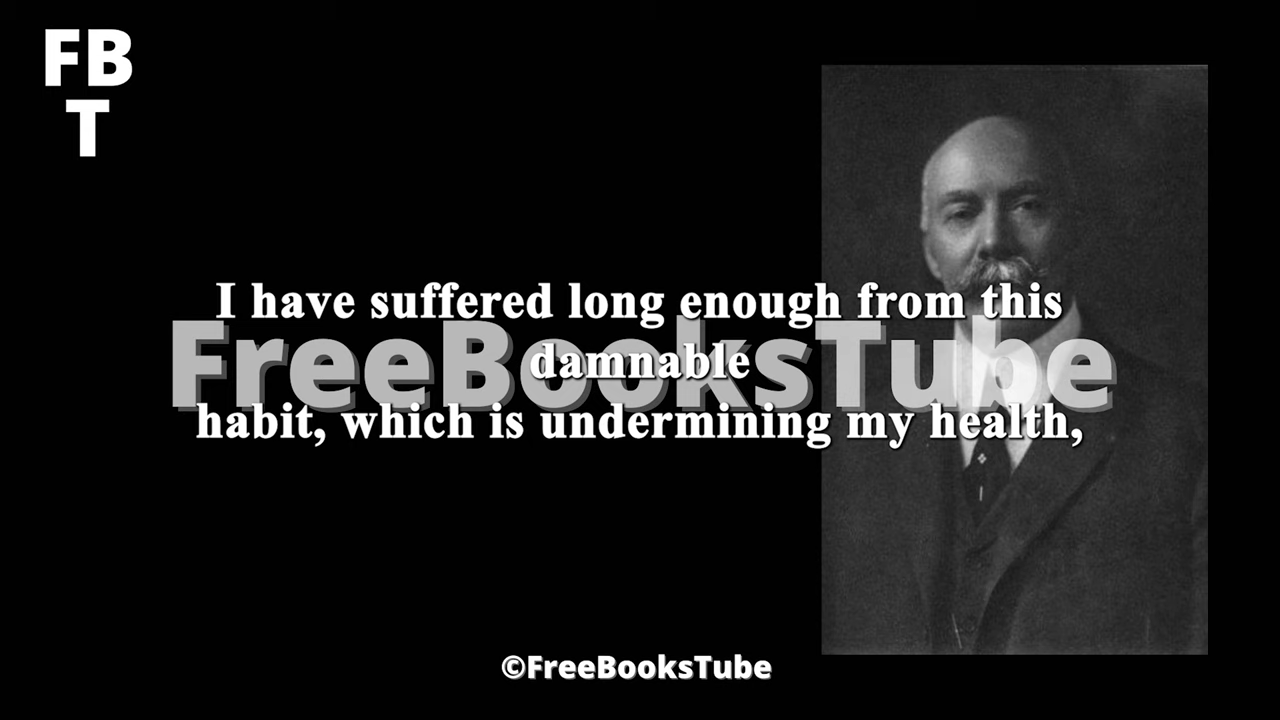 FB
T
I have suffered long enough from this
damnable
FreeBooksTube
habit, which is undermining my health,
©FreeBooksTube